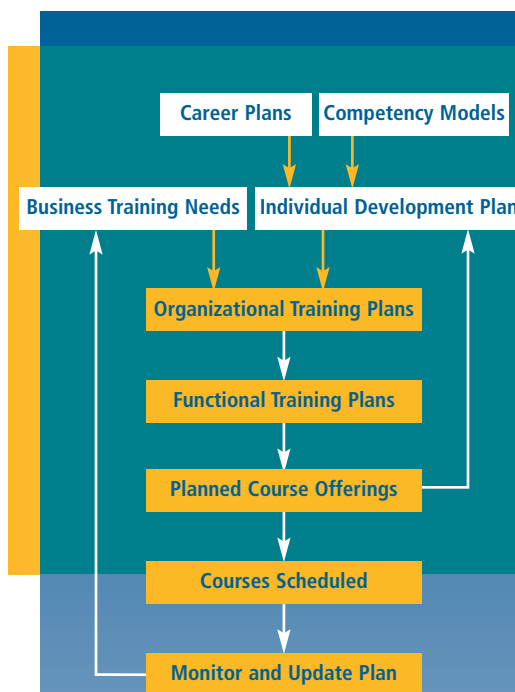 Career Plans
Competency Models
Business Training Needs
Individual Development Plan
Organizational Training Plans
Functional Training Plans
Planned Course Offerings
Courses Scheduled
Monitor and Update Plan